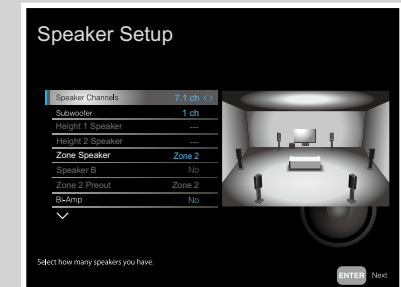 Speaker Setup
Speaker Channels 7.1 ch <>
Subwoofer 1 ch
Height 1 Speaker ---
Height 2 Speaker ---
Zone Speaker Zone 2
Speaker B No
Zone 2 Preout Zone 2
Bi-Amp No
Select how many speakers you have.
ENTER Next